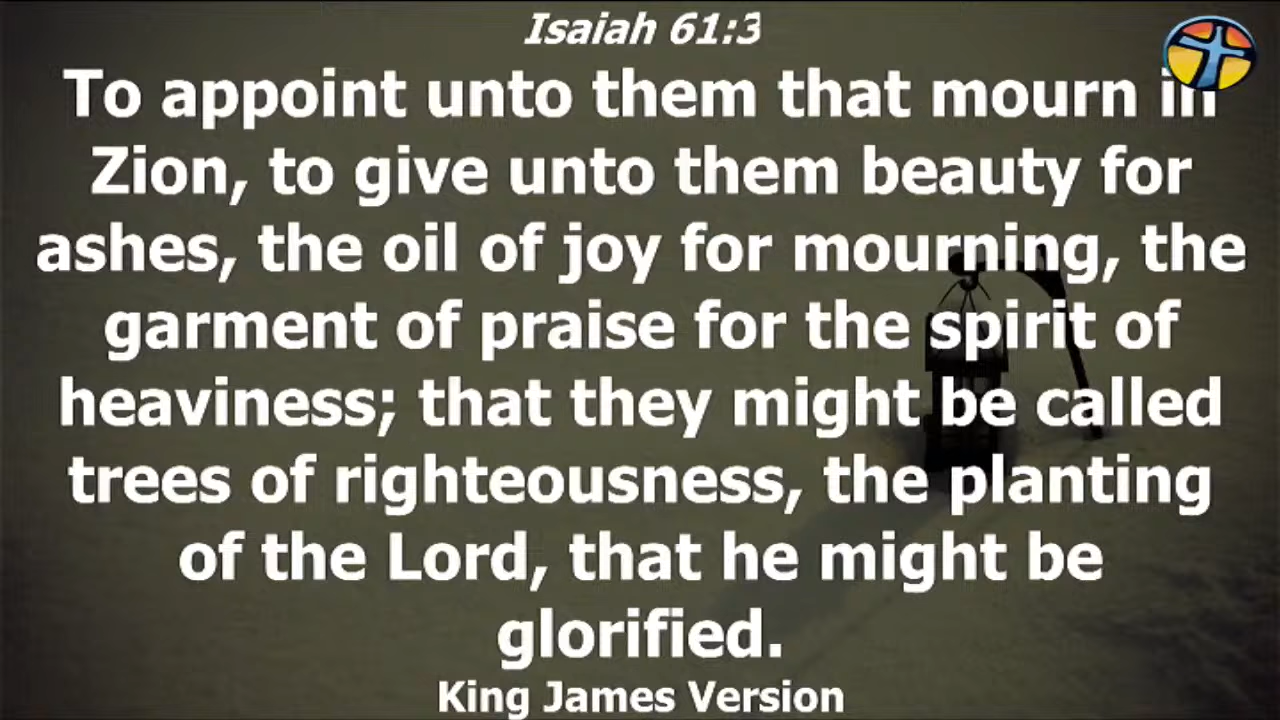 Isaiah 61:3
To appoint unto them that mourn in
Zion, to give unto them beauty for
ashes, the oil of joy for mourning, the
garment of praise for the spirit of
heaviness; that they might be called
trees of righteousness, the planting
of the Lord, that he might be
glorified.
King James Version